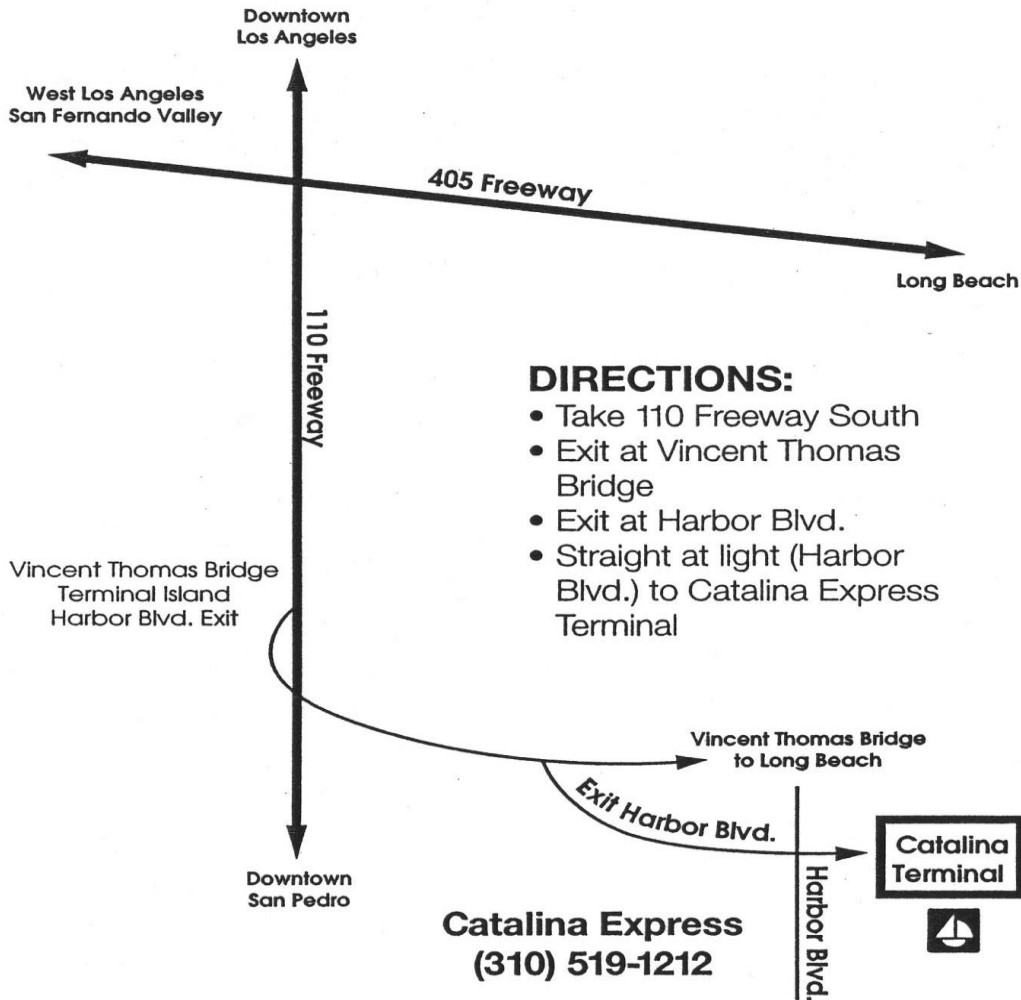 Downtown
Los Angeles
West Los Angeles
San Fernando Valley
405 Freeway
Long Beach
110 Freeway
DIRECTIONS:
• Take 110 Freeway South
• Exit at Vincent Thomas
Bridge
• Exit at Harbor Blvd.
• Straight at light (Harbor
Blvd.) to Catalina Express
Terminal
Vincent Thomas Bridge
Terminal Island
Harbor Blvd. Exit
Vincent Thomas Bridge
to Long Beach
Exit Harbor Blvd.
Catalina
Terminal
Harbor Blvd.
Downtown
San Pedro
Catalina Express
(310) 519-1212